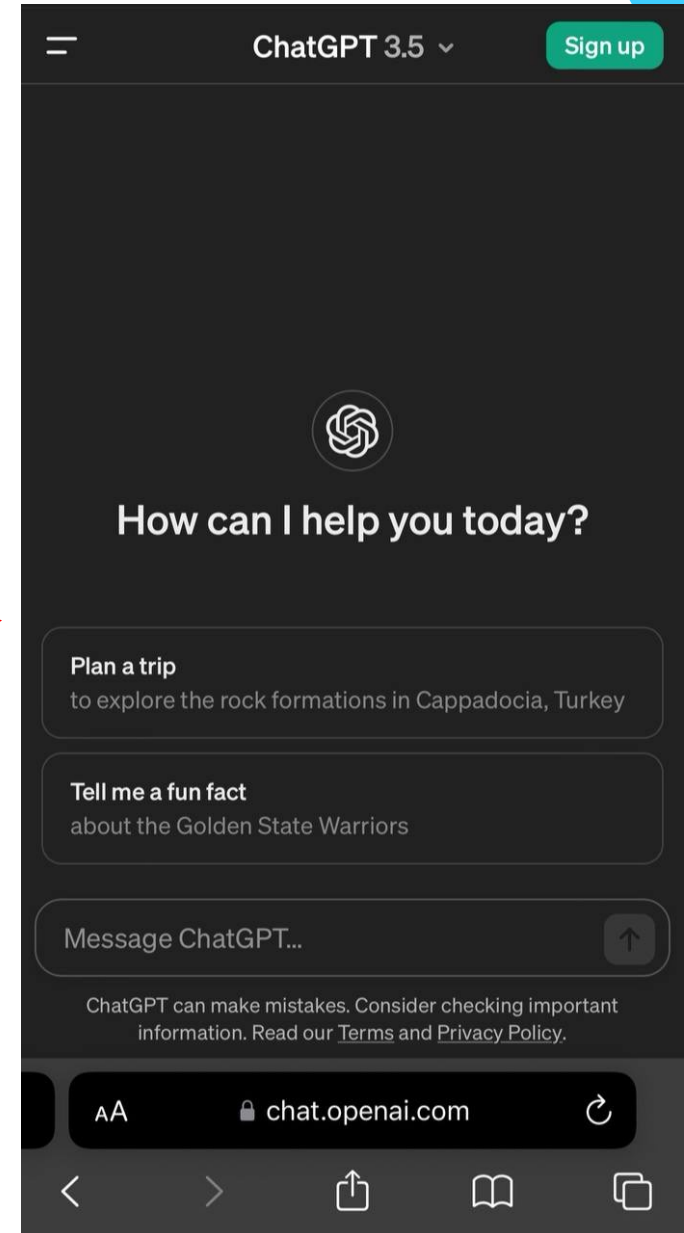 ChatGPT 3.5
Sign up
How can I help you today?
Plan a trip
to explore the rock formations in Cappadocia, Turkey
Tell me a fun fact
about the Golden State Warriors
Message ChatGPT...
ChatGPT can make mistakes. Consider checking important
information. Read our Terms and Privacy Policy.
AA
chat.openai.com